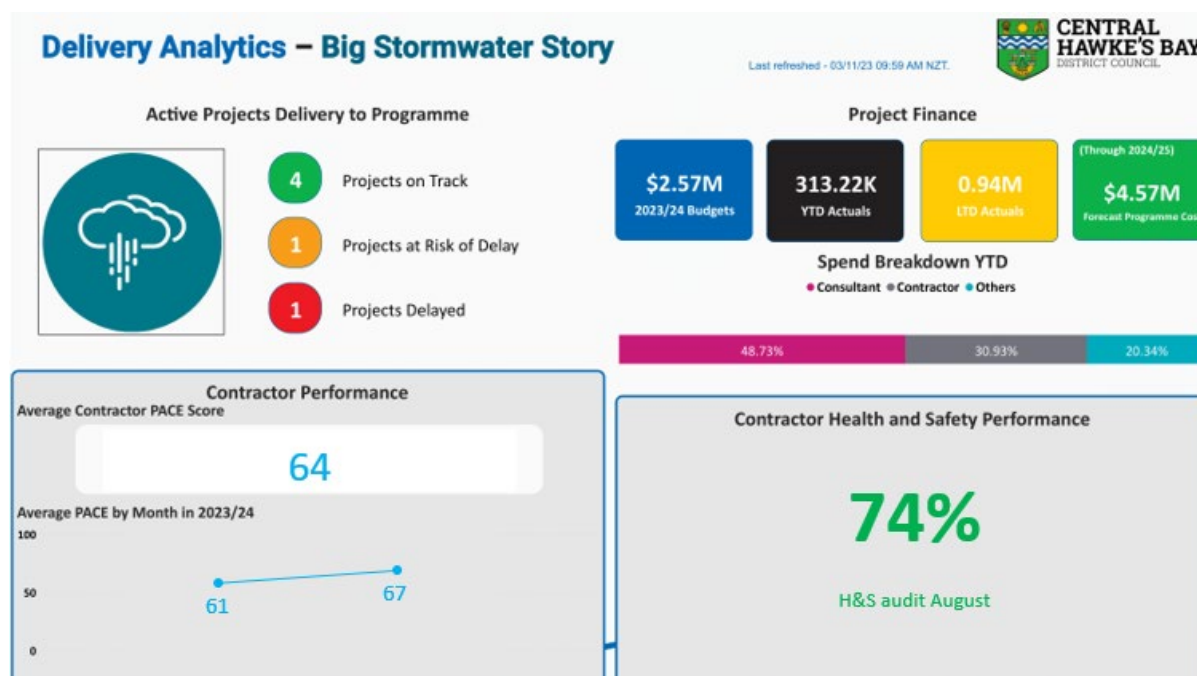 Delivery Analytics – Big Stormwater Story
Last refreshed - 03/11/23 09:59 AM NZT.
CENTRAL
HAWKE'S BAY
DISTRICT COUNCIL
Active Projects Delivery to Programme
4 Projects on Track
1 Projects at Risk of Delay
1 Projects Delayed
Project Finance
$2.57M
2023/24 Budgets
313.22K
YTD Actuals
0.94M
LTD Actuals
(Through 2024/25)
$4.57M
Forecast Programme Cos
Spend Breakdown YTD
Consultant Contractor Others
48.73% 30.93% 20.34%
Contractor Performance
Average Contractor PACE Score
64
Average PACE by Month in 2023/24
100
50
0
61
67
Contractor Health and Safety Performance
74%
H&S audit August